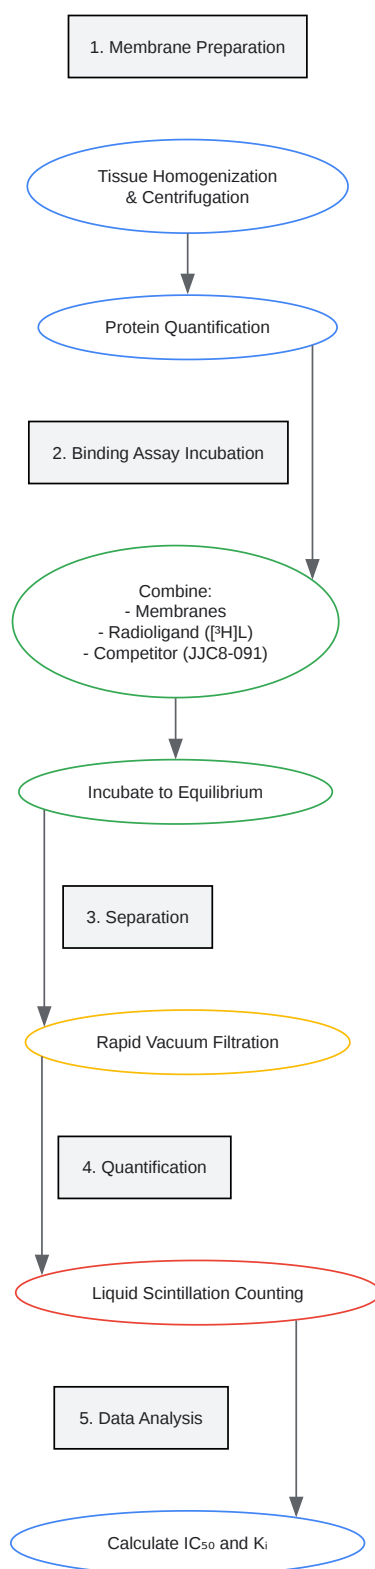 1. Membrane Preparation
Tissue Homogenization
& Centrifugation
Protein Quantification
2. Binding Assay Incubation
Combine:
- Membranes
- Radioligand ([³H]L)
- Competitor (JJC8-091)
Incubate to Equilibrium
3. Separation
Rapid Vacuum Filtration
4. Quantification
Liquid Scintillation Counting
5. Data Analysis
Calculate IC₅₀ and Kᵢ